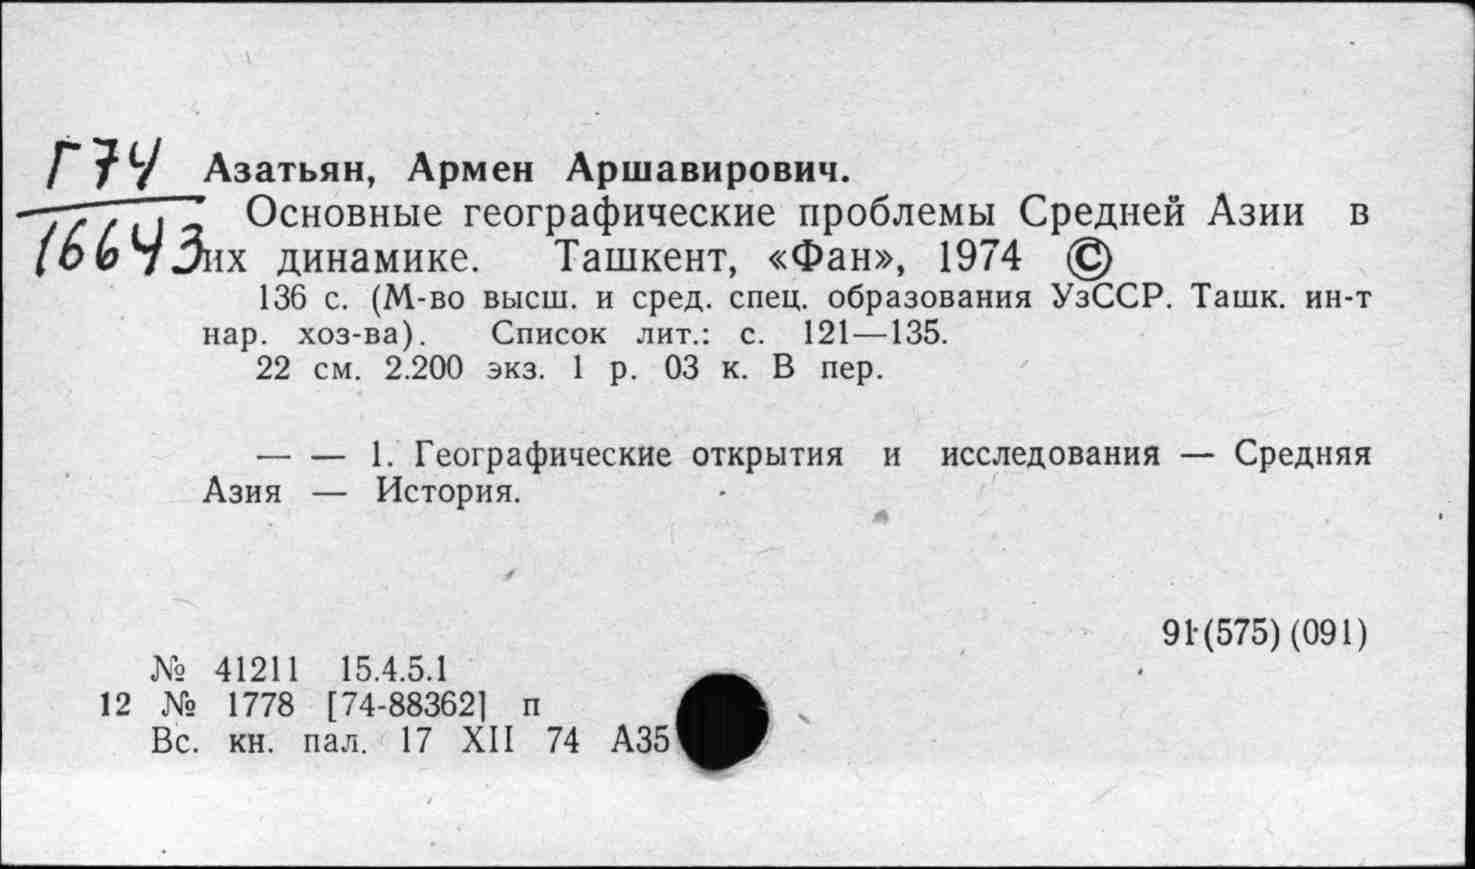 Г74
16643
Азатьян, Армен Аршавирович.
Основные географические проблемы Средней Азии в
их динамике. Ташкент, «Фан», 1974 ©
136 с. (М-во высш. и сред. спец. образования УзССР. Ташк. ин-т
нар. хоз-ва). Список лит.: с. 121—135.
22 см. 2.200 экз. 1 р. 03 к. В пер.
— — 1. Географические открытия и исследования — Средняя
Азия — История.
91(575)(091)
№ 41211 15.4.5.1
12 № 1778 [74-88362] п
Вс. кн. пал. 17 XII 74 А35